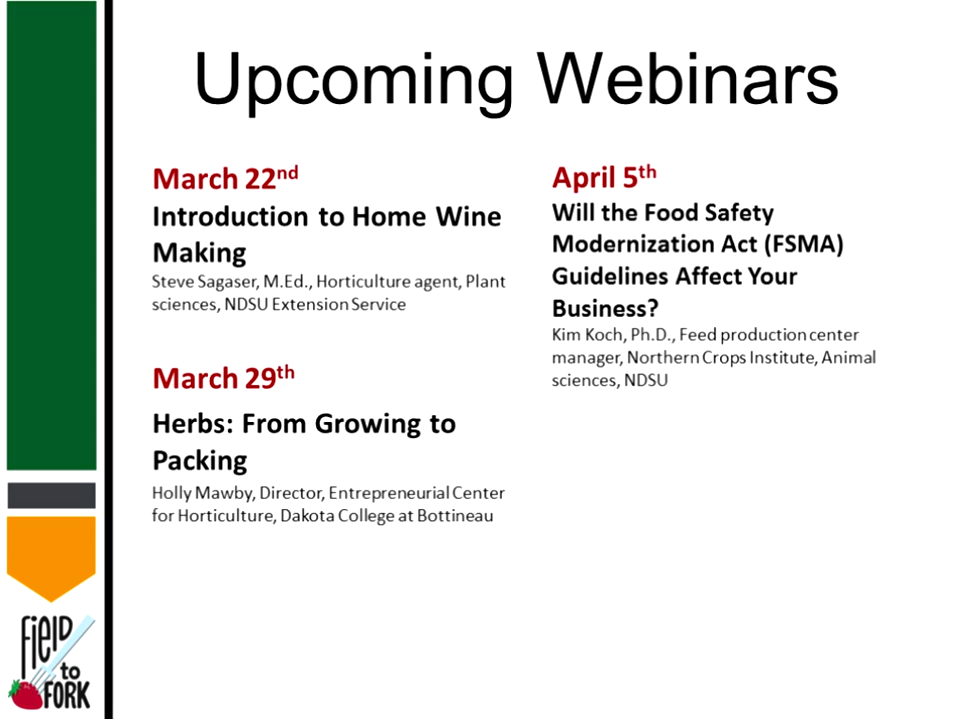 Upcoming Webinars
March 22nd
Introduction to Home Wine
Making
Steve Sagaser, M.Ed., Horticulture agent, Plant
sciences, NDSU Extension Service
March 29th
Herbs: From Growing to
Packing
Holly Mawby, Director, Entrepreneurial Center
for Horticulture, Dakota College at Bottineau
April 5th
Will the Food Safety
Modernization Act (FSMA)
Guidelines Affect Your
Business?
Kim Koch, Ph.D., Feed production center
manager, Northern Crops Institute, Animal
sciences, NDSU
FiElD
to
FORK